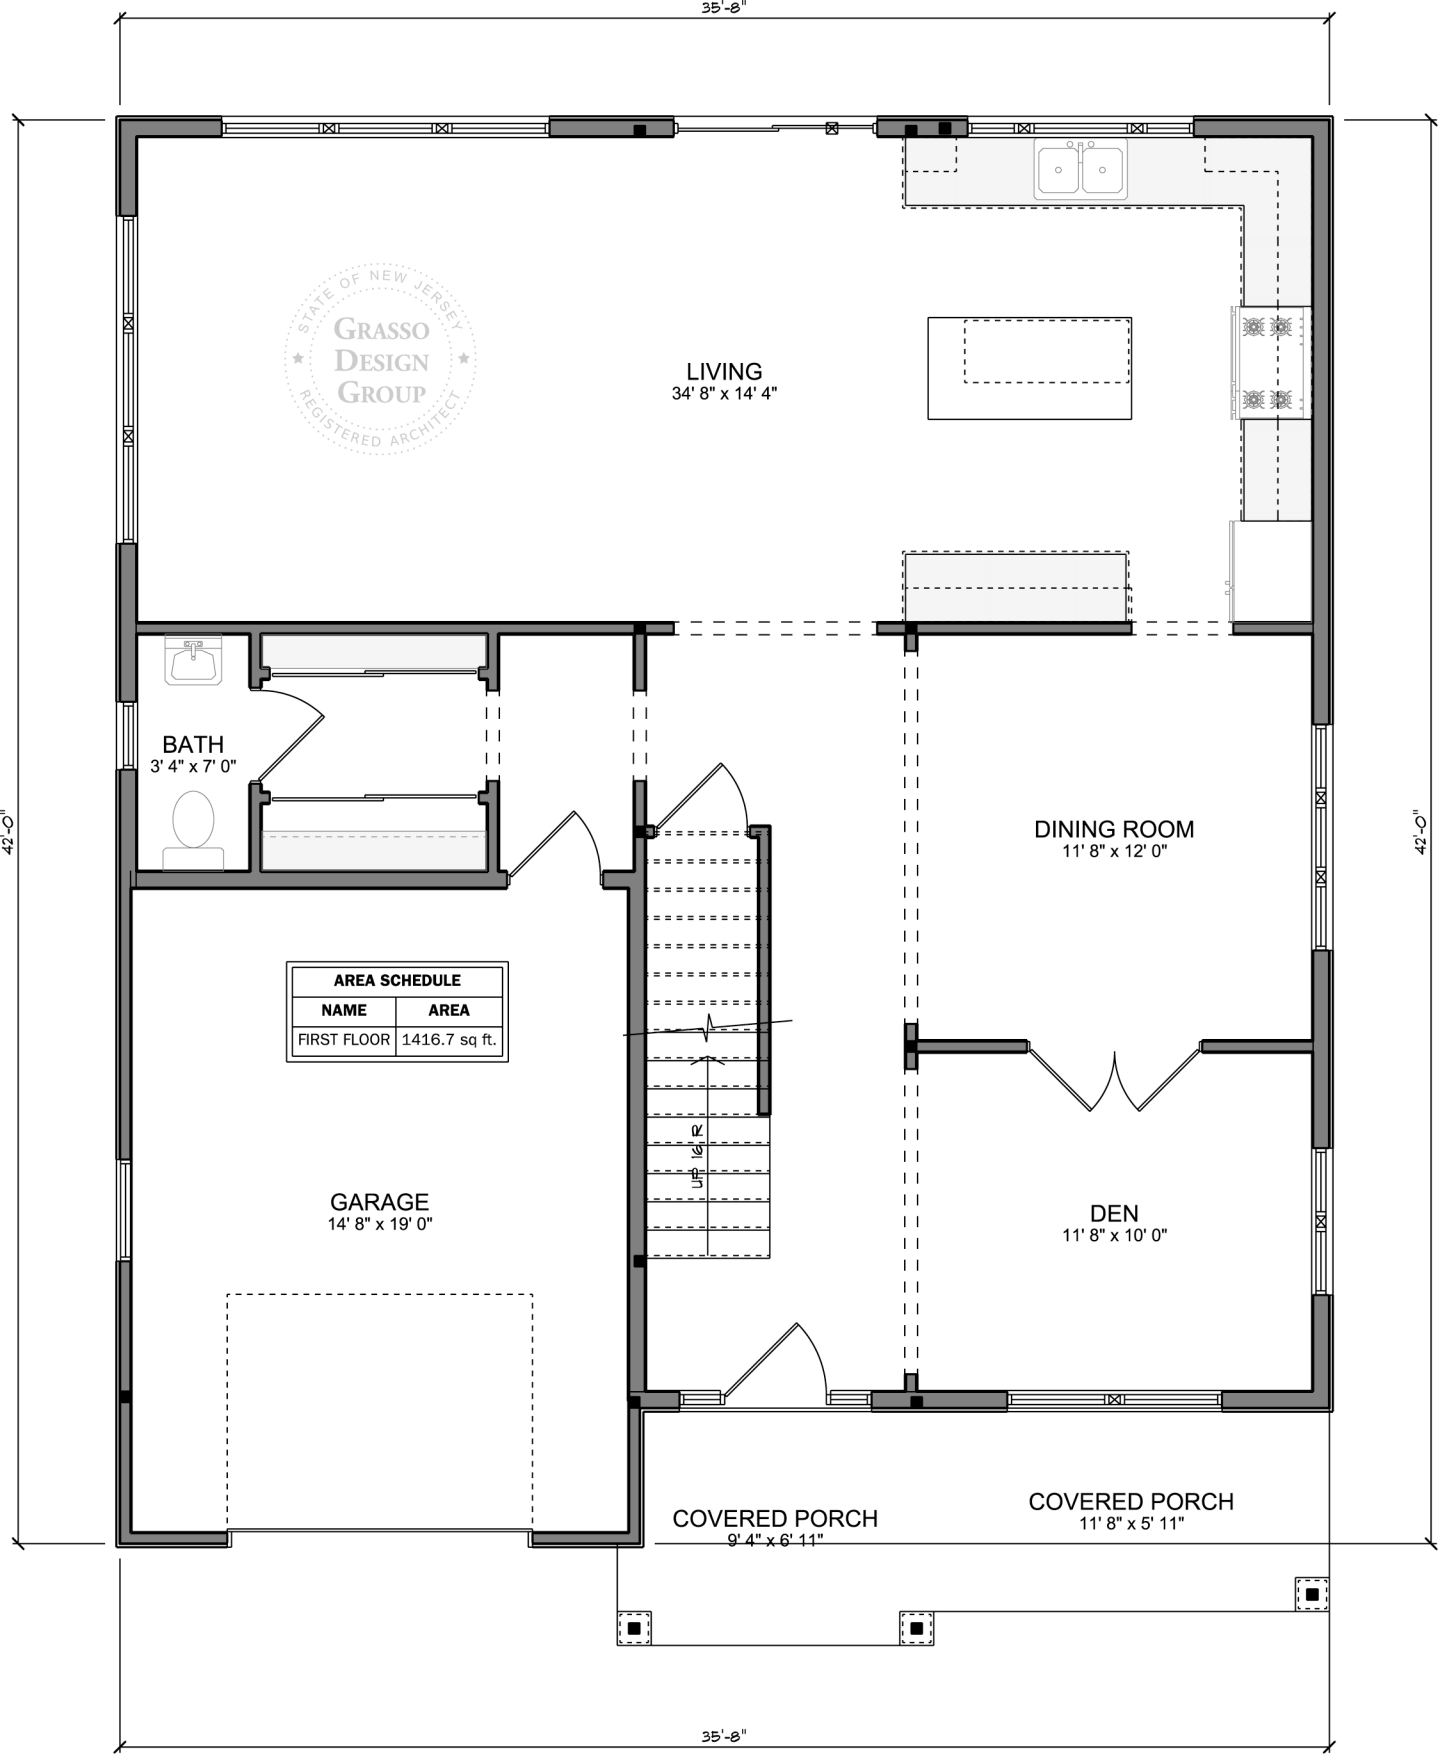 35'-8"
STATE OF NEW JERSEY
GRASSO
DESIGN
GROUP
REGISTERED ARCHITECT
LIVING
34' 8" x 14' 4"
BATH
3' 4" x 7' 0"
42'-0"
DINING ROOM
11' 8" x 12' 0"
42'-0"
AREA SCHEDULE
NAME AREA
FIRST FLOOR 1416.7 sq ft.
UP 16 R
GARAGE
14' 8" x 19' 0"
DEN
11' 8" x 10' 0"
COVERED PORCH
9' 4" x 6' 11"
COVERED PORCH
11' 8" x 5' 11"
35'-8"